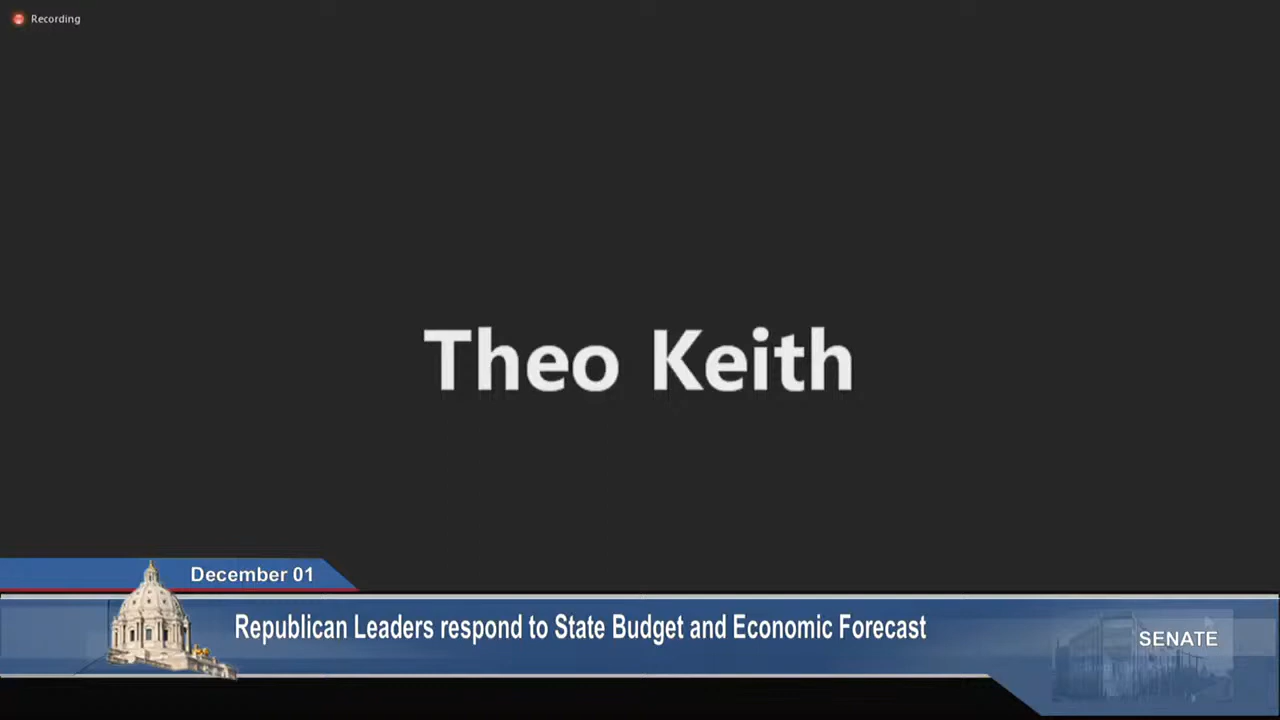 Recording
Theo Keith
December 01
Republican Leaders respond to State Budget and Economic Forecast
SENATE